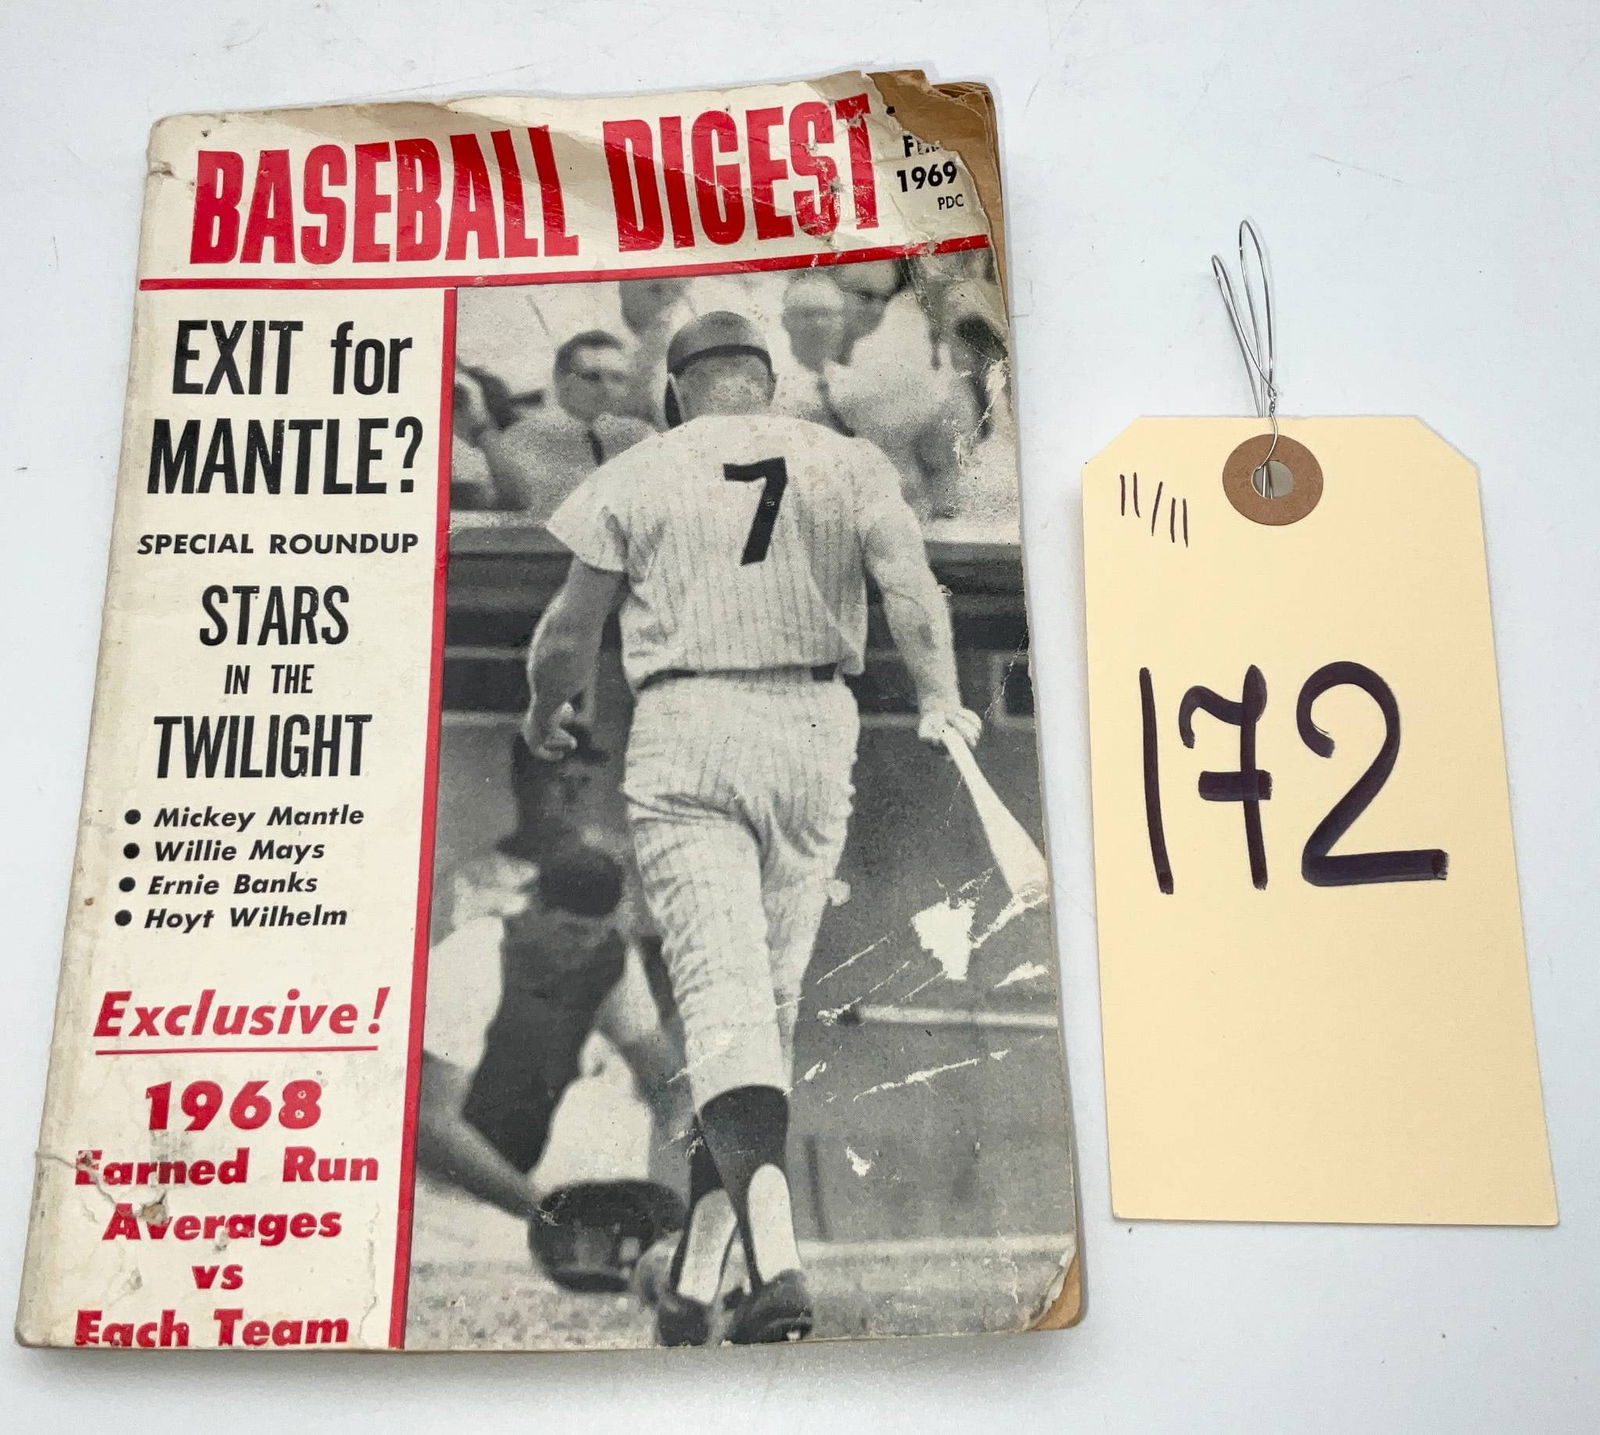 BASEBALL DIGEST
1969
PDC
EXIT for
MANTLE?
SPECIAL ROUNDUP
STARS
IN THE
TWILIGHT
● Mickey Mantle
● Willie Mays
● Ernie Banks
● Hoyt Wilhelm
Exclusive!
1968
Earned Run
Averages
vs
Each Team
7
11/11
172